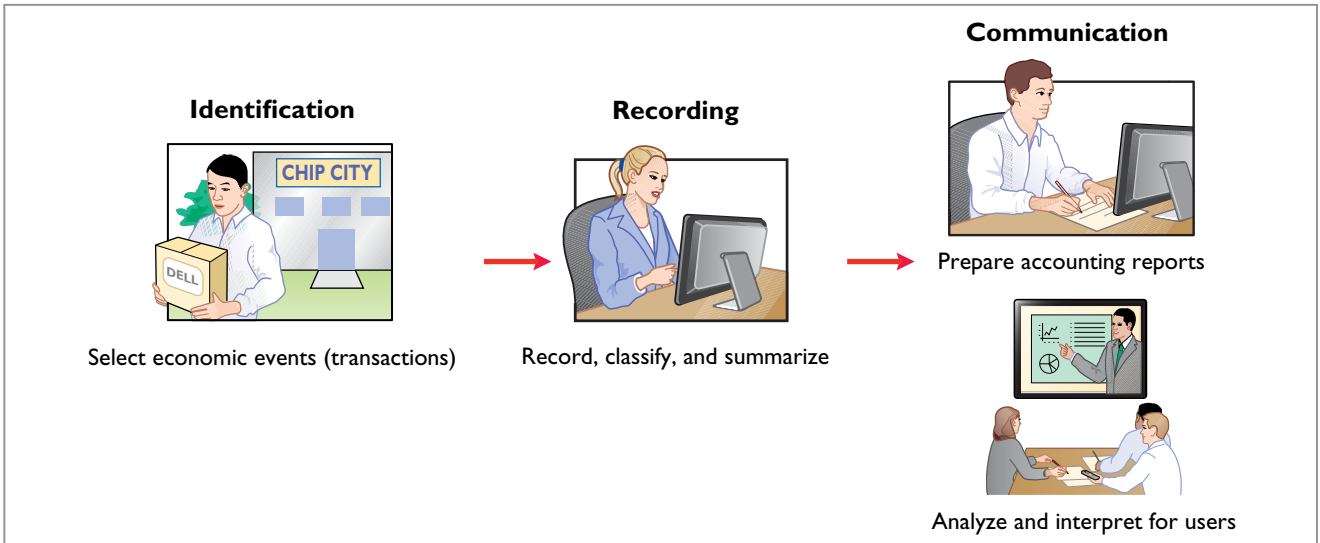 Identification
CHIP CITY
DELL
Select economic events (transactions)
Recording
Record, classify, and summarize
Communication
Prepare accounting reports
Analyze and interpret for users